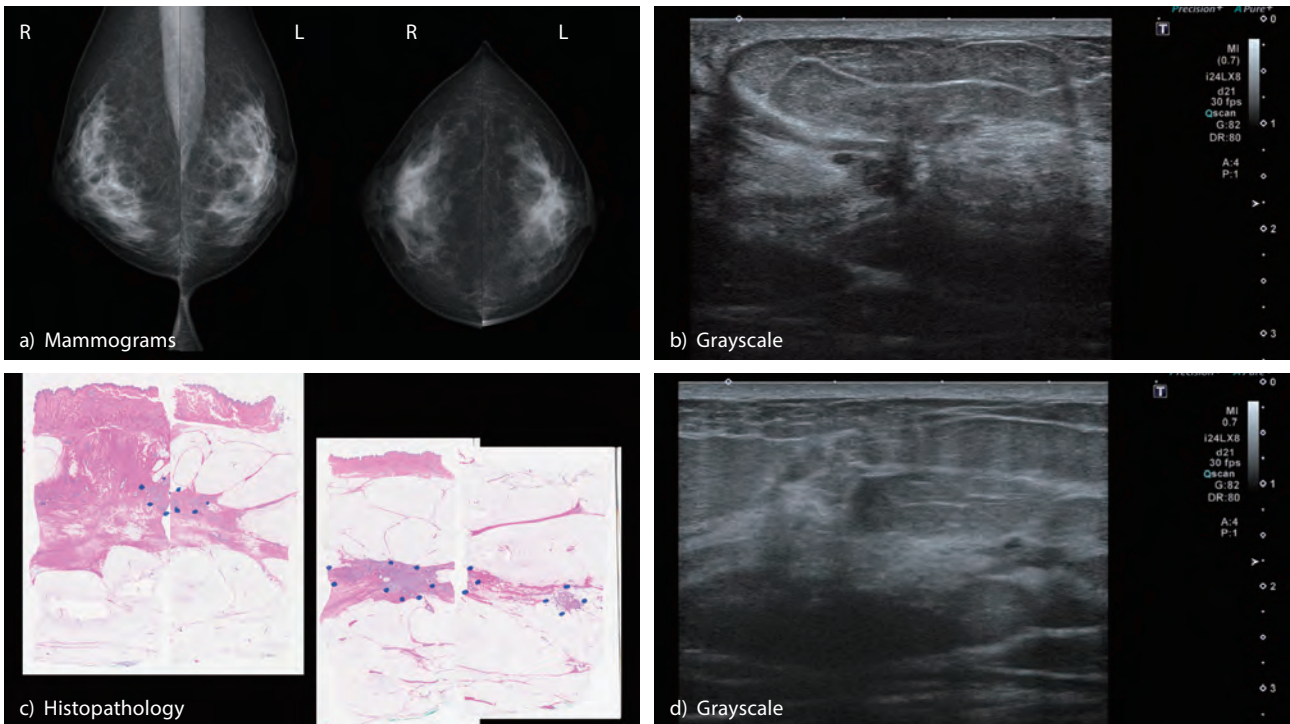 R
L
R
L
a) Mammograms
Precision+ APure+
T
0
MI
(0.7)
i24LX8
d21
30 fps
Qscan
G:82
DR:80
A:4
P:1
1
2
3
b) Grayscale
c) Histopathology
T
0
MI
0.7
i24LX8
d21
30 fps
Qscan
G:82
DR:80
A:4
P:1
1
2
3
d) Grayscale